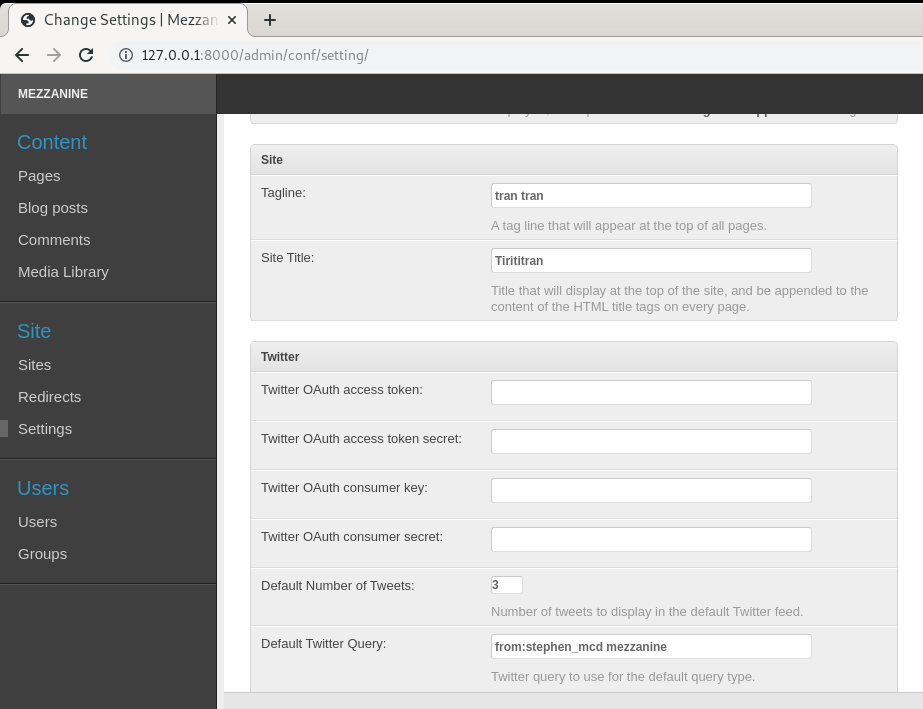 Change Settings | Mezzan
127.0.0.1:8000/admin/conf/setting/
MEZZANINE
Content
Pages
Blog posts
Comments
Media Library
Site
Sites
Redirects
Settings
Users
Users
Groups
Site
Tagline:
tran tran
A tag line that will appear at the top of all pages.
Site Title:
Tirititran
Title that will display at the top of the site, and be appended to the
content of the HTML title tags on every page.
Twitter
Twitter OAuth access token:
Twitter OAuth access token secret:
Twitter OAuth consumer key:
Twitter OAuth consumer secret:
Default Number of Tweets:
3
Number of tweets to display in the default Twitter feed.
Default Twitter Query:
from:stephen_mcd mezzanine
Twitter query to use for the default query type.